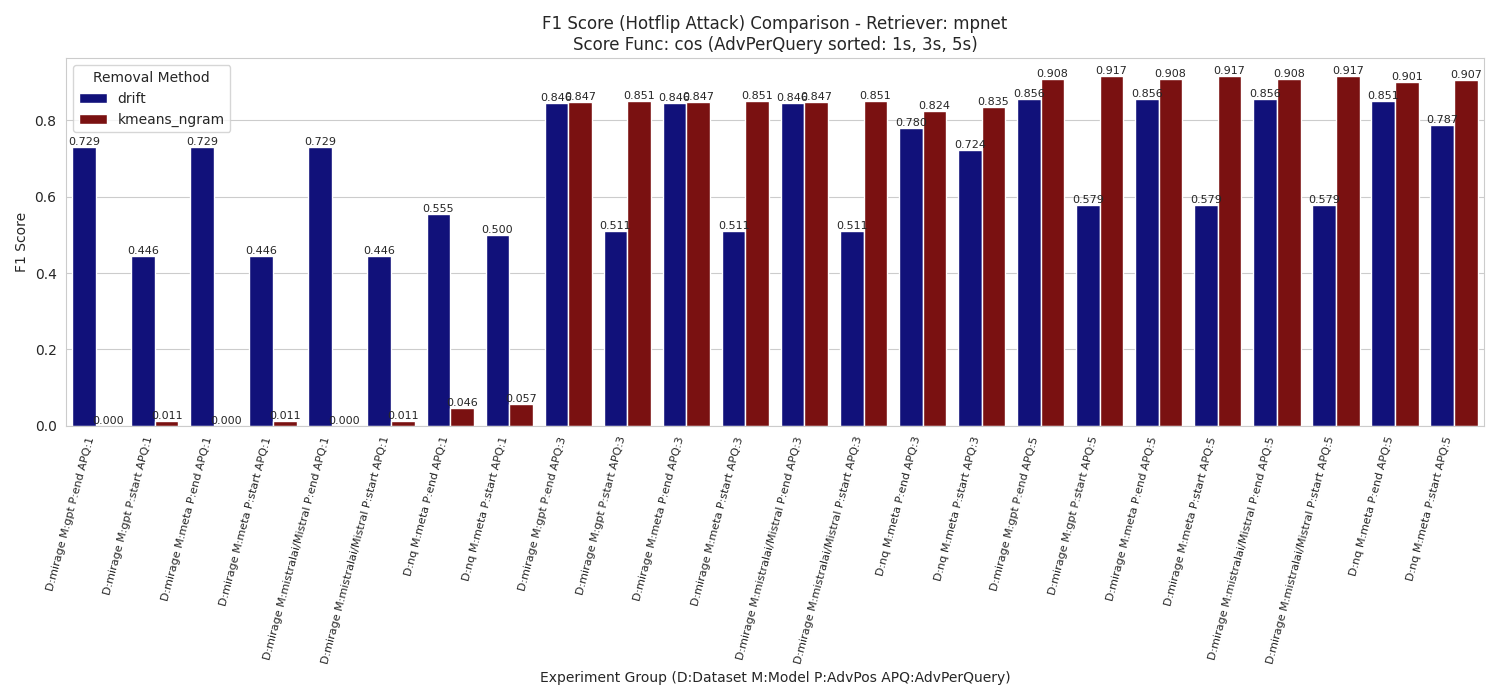 F1 Score (Hotflip Attack) Comparison - Retriever: mpnet
Score Func: cos (AdvPerQuery sorted: 1s, 3s, 5s)
Removal Method
drift
kmeans_ngram
F1 Score
0.8
0.6
0.4
0.2
0.0
0.729
0.000
0.446
0.011
0.729
0.000
0.446
0.011
0.729
0.000
0.446
0.011
0.555
0.046
0.500
0.057
0.846
0.847
0.511
0.851
0.846
0.847
0.511
0.851
0.846
0.847
0.511
0.851
0.780
0.824
0.724
0.835
0.856
0.908
0.579
0.917
0.856
0.908
0.579
0.917
0.856
0.908
0.579
0.917
0.851
0.901
0.787
0.907
D:mirage M:gpt P:end APQ:1
D:mirage M:gpt P:start APQ:1
D:mirage M:meta P:end APQ:1
D:mirage M:meta P:start APQ:1
D:mirage M:mistralai/Mistral P:end APQ:1
D:mirage M:mistralai/Mistral P:start APQ:1
D:nq M:meta P:end APQ:1
D:nq M:meta P:start APQ:1
D:mirage M:gpt P:end APQ:3
D:mirage M:gpt P:start APQ:3
D:mirage M:meta P:end APQ:3
D:mirage M:meta P:start APQ:3
D:mirage M:mistralai/Mistral P:end APQ:3
D:mirage M:mistralai/Mistral P:start APQ:3
D:nq M:meta P:end APQ:3
D:nq M:meta P:start APQ:3
D:mirage M:gpt P:end APQ:5
D:mirage M:gpt P:start APQ:5
D:mirage M:meta P:end APQ:5
D:mirage M:meta P:start APQ:5
D:mirage M:mistralai/Mistral P:end APQ:5
D:mirage M:mistralai/Mistral P:start APQ:5
D:nq M:meta P:end APQ:5
D:nq M:meta P:start APQ:5
Experiment Group (D:Dataset M:Model P:AdvPos APQ:AdvPerQuery)